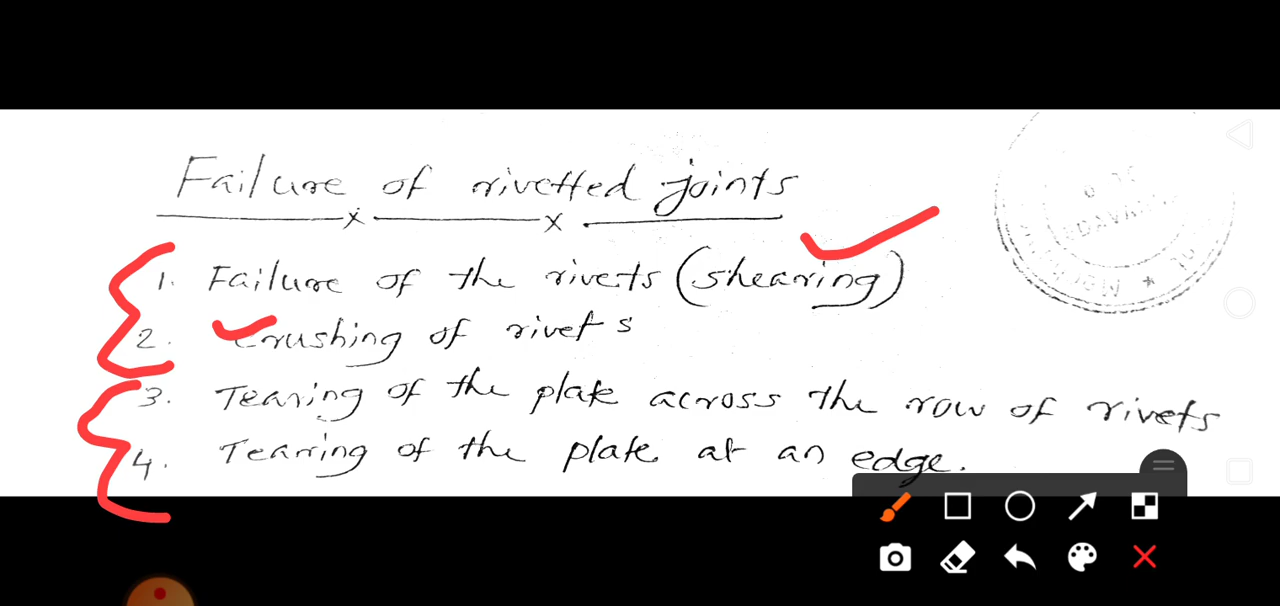 Failure of rivetted joints
1. Failure of the rivets (shearing)
2. Crushing of rivets
3. Tearing of the plate across the row of rivets
4. Tearing of the plate at an edge.